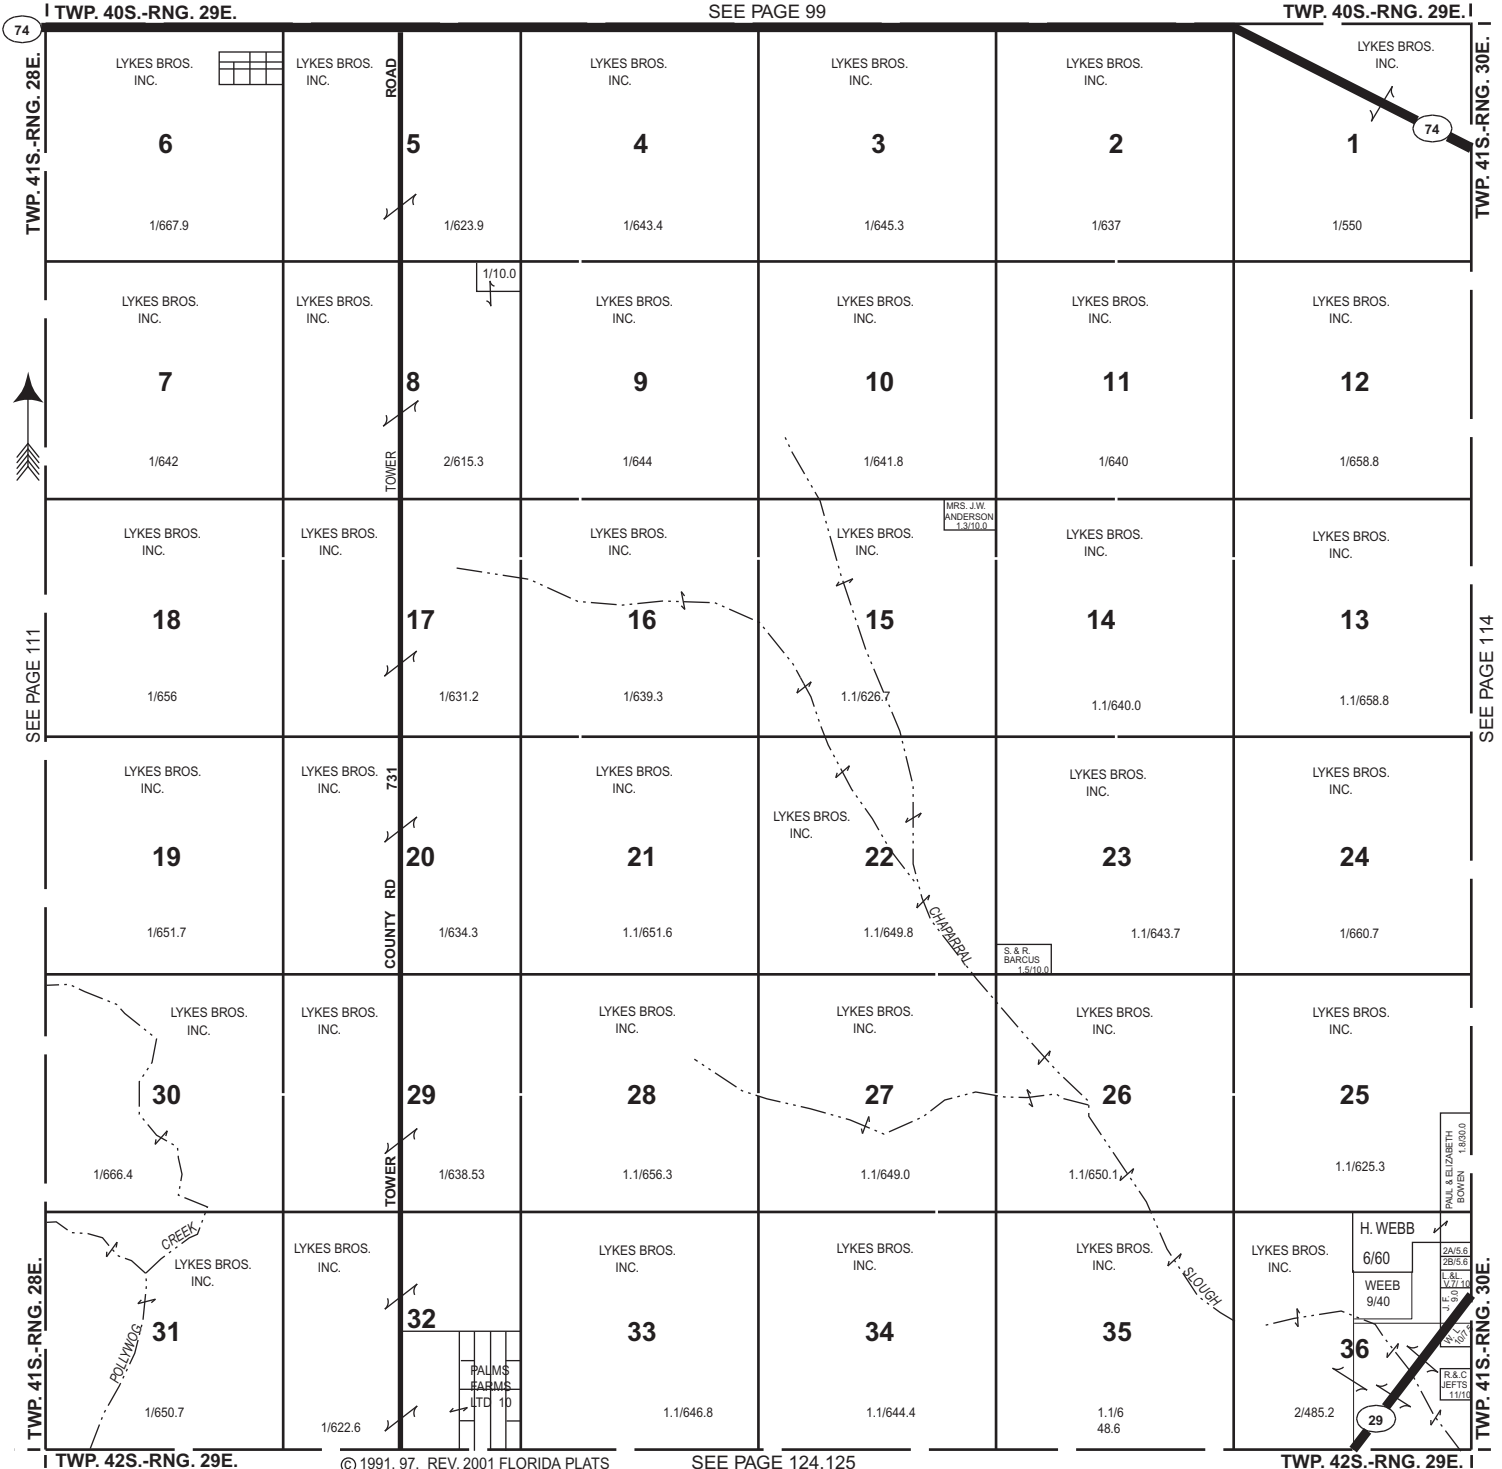 TWP. 40S.-RNG. 29E.
SEE PAGE 99
TWP. 40S.-RNG. 29E.
74
TWP. 41S.-RNG. 28E.
TWP. 41S.-RNG. 30E.
LYKES BROS.
INC.
6
1/667.9
LYKES BROS.
INC.
ROAD
5
1/623.9
LYKES BROS.
INC.
4
1/643.4
LYKES BROS.
INC.
3
1/645.3
LYKES BROS.
INC.
2
1/637
LYKES BROS.
INC.
74
1
1/550
LYKES BROS.
INC.
7
1/642
LYKES BROS.
INC.
1/10.0
8
TOWER
2/615.3
LYKES BROS.
INC.
9
1/644
LYKES BROS.
INC.
10
1/641.8
LYKES BROS.
INC.
11
1/640
LYKES BROS.
INC.
12
1/658.8
SEE PAGE 111
LYKES BROS.
INC.
18
1/656
LYKES BROS.
INC.
17
1/631.2
LYKES BROS.
INC.
16
1/639.3
MRS. J.W.
ANDERSON
1.3/10.0
LYKES BROS.
INC.
15
1.1/626.7
LYKES BROS.
INC.
14
1.1/640.0
LYKES BROS.
INC.
13
1.1/658.8
SEE PAGE 114
LYKES BROS.
INC.
19
1/651.7
LYKES BROS.
INC.
731
20
COUNTY RD
1/634.3
LYKES BROS.
INC.
21
1.1/651.6
LYKES BROS.
INC.
22
1.1/649.8
CHAPARRAL
LYKES BROS.
INC.
23
1.1/643.7
S. & R.
BARCUS
1.5/10.0
LYKES BROS.
INC.
24
1/660.7
LYKES BROS.
INC.
30
1/666.4
LYKES BROS.
INC.
29
TOWER
1/638.53
LYKES BROS.
INC.
28
1.1/656.3
LYKES BROS.
INC.
27
1.1/649.0
LYKES BROS.
INC.
26
1.1/650.1
LYKES BROS.
INC.
25
1.1/625.3
PAUL & ELIZABETH
BOWEN 1.8/30.0
TWP. 41S.-RNG. 28E.
CREEK
LYKES BROS.
INC.
31
POLLYWOG
1/650.7
LYKES BROS.
INC.
32
1/622.6
PALMS
FARMS
LTD 10
LYKES BROS.
INC.
33
1.1/646.8
LYKES BROS.
INC.
34
1.1/644.4
LYKES BROS.
INC.
35
1.1/6
48.6
SLOUGH
LYKES BROS.
INC.
H. WEBB
6/60
WEEB
9/40
2A/5.6
2B/5.6
L.&L.
V.7/ 10
J. F.
9.0
W. L.
10/7.5
36
R.&.C
JEFTS
11/10
2/485.2
29
TWP. 41S.-RNG. 30E.
TWP. 42S.-RNG. 29E.
© 1991, 97, REV. 2001 FLORIDA PLATS
SEE PAGE 124,125
TWP. 42S.-RNG. 29E.